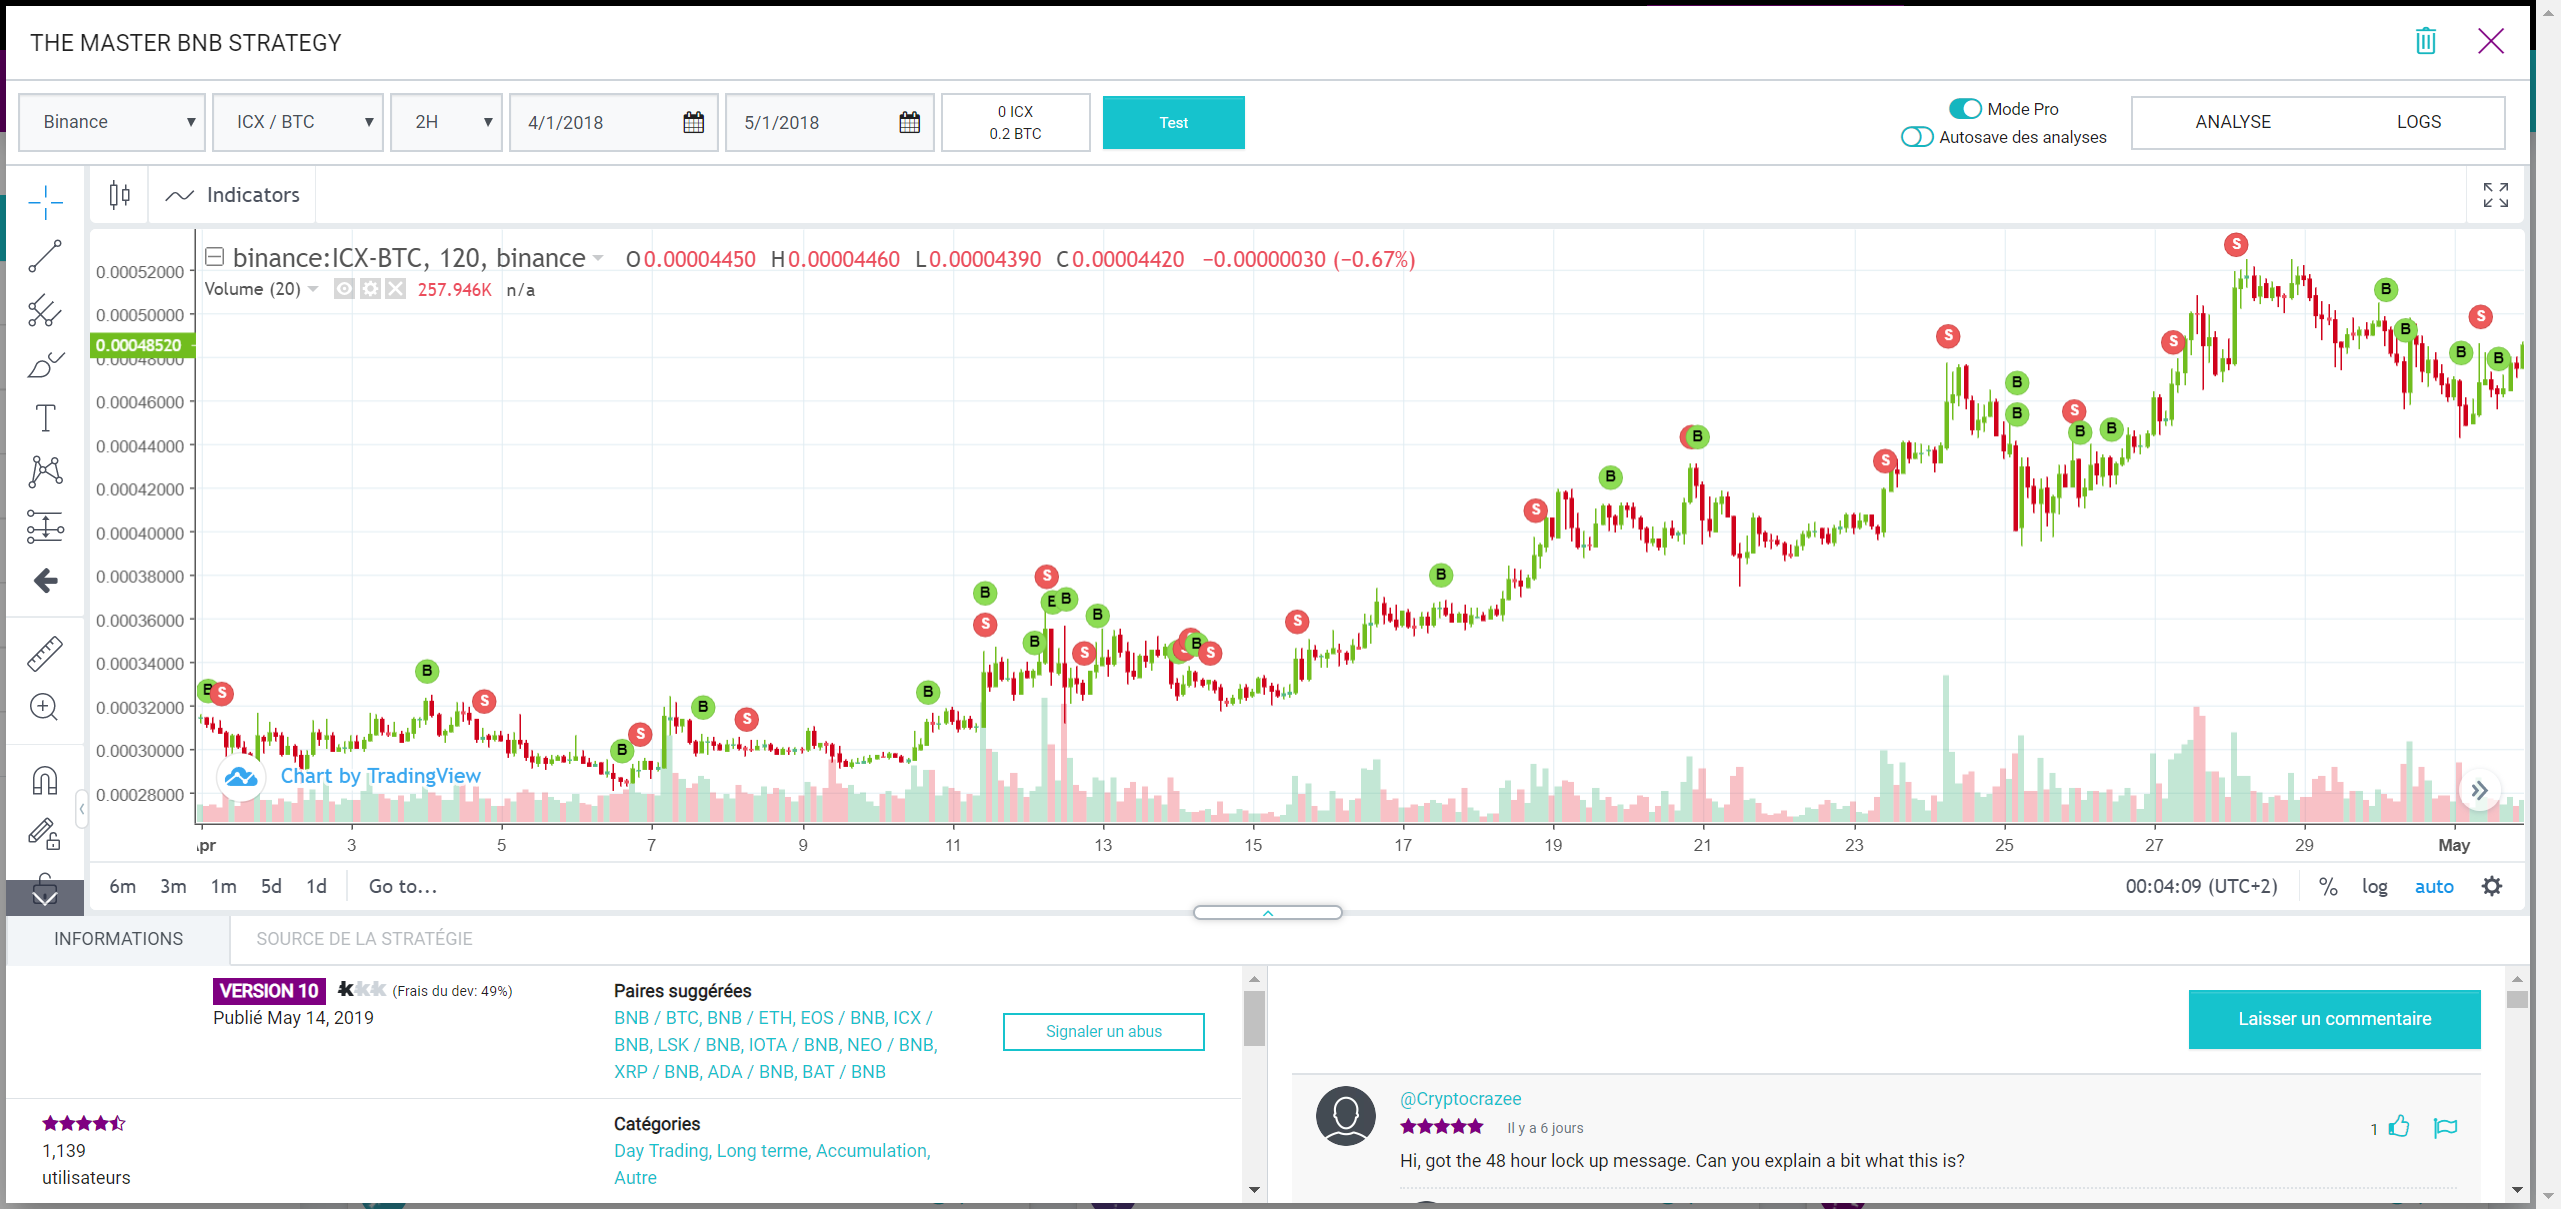 THE MASTER BNB STRATEGY
Binance
ICX / BTC
2H
4/1/2018
5/1/2018
0 ICX
0.2 BTC
Test
Mode Pro
Autosave des analyses
ANALYSE
LOGS
Indicators
binance:ICX-BTC, 120, binance O0.00004450 H0.00004460 L0.00004390 C0.00004420 −0.00000030 (−0.67%)
Volume (20) 257.946K n/a
0.00052000
0.00050000
0.00048520
0.00048000
0.00046000
0.00044000
0.00042000
0.00040000
0.00038000
0.00036000
0.00034000
0.00032000
0.00030000
0.00028000
Chart by TradingView
3 5 7 9 11 13 15 17 19 21 23 25 27 29 May
6m 3m 1m 5d 1d Go to...
00:04:09 (UTC+2) % log auto
INFORMATIONS
SOURCE DE LA STRATÉGIE
VERSION 10 (Frais du dev: 49%)
Publié May 14, 2019
Paires suggérées
BNB / BTC, BNB / ETH, EOS / BNB, ICX /
BNB, LSK / BNB, IOTA / BNB, NEO / BNB,
XRP / BNB, ADA / BNB, BAT / BNB
Signaler un abus
1,139
utilisateurs
Catégories
Day Trading, Long terme, Accumulation,
Autre
Laisser un commentaire
@Cryptocrazee
Il y a 6 jours
1
Hi, got the 48 hour lock up message. Can you explain a bit what this is?